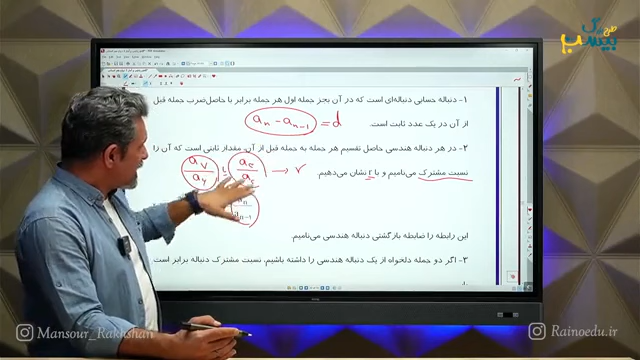 طرح بیست
۱- دنباله حسابی دنباله‌ای است که در آن بجز جمله اول هر جمله برابر با حاصل‌ضرب جمله قبل
از آن در یک عدد ثابت است.
aₙ - aₙ₋₁ = d
۲- در هر دنباله هندسی حاصل تقسیم هر جمله به جمله قبل از آن، مقدار ثابتی است که آن را
نسبت مشترک می‌نامیم و با r نشان می‌دهیم.
→ r
این رابطه را ضابطه بازگشتی دنباله هندسی می‌نامیم.
۳- اگر دو جمله دلخواه از یک دنباله هندسی را داشته باشیم، نسبت مشترک دنباله برابر است
Mansour_Rakhshan
Rainoedu.ir